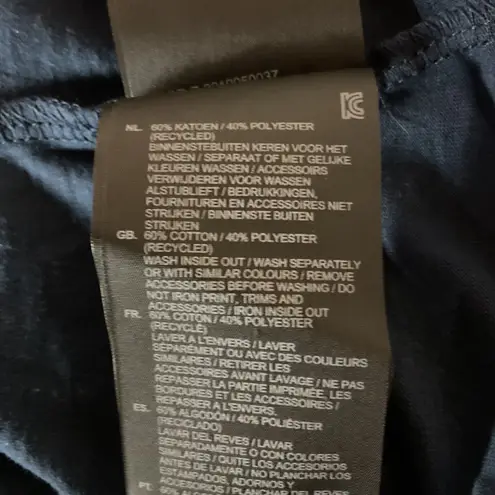 NL. 60% KATOEN / 40% POLYESTER
(RECYCLED)
BINNENSTEBUITEN KEREN VOOR HET
WASSEN / SEPARAAT OF MET GELIJKE
KLEUREN WASSEN / ACCESSOIRS
VERWIJDEREN VOOR WASSEN
ALSTUBLIEFT / BEDRUKKINGEN,
FOURNITUREN EN ACCESSOIRES NIET
STRIJKEN / BINNENSTE BUITEN
STRIJKEN
GB. 60% COTTON / 40% POLYESTER
(RECYCLED)
WASH INSIDE OUT / WASH SEPARATELY
OR WITH SIMILAR COLOURS / REMOVE
ACCESSORIES BEFORE WASHING / DO
NOT IRON PRINT, TRIMS AND
ACCESSORIES / IRON INSIDE OUT
FR. 60% COTON / 40% POLYESTER
(RECYCLÉ)
LAVER A L'ENVERS / LAVER
SÉPARÉMENT OU AVEC DES COULEURS
SIMILAIRES / RETIRER LES
ACCESSOIRES AVANT LAVAGE / NE PAS
REPASSER LA PARTIE IMPRIMÉE, LES
BORDURES ET LES ACCESSOIRES /
REPASSER A L'ENVERS.
ES. 60% ALGODÓN / 40% POLIÉSTER
(RECICLADO)
LAVAR DEL REVES / LAVAR
SEPARADAMENTE O CON COLORES
SIMILARES / QUITE LOS ACCESORIOS
ANTES DE LAVAR / NO PLANCHAR LOS
ESTAMPADOS, ADORNOS Y
PT.